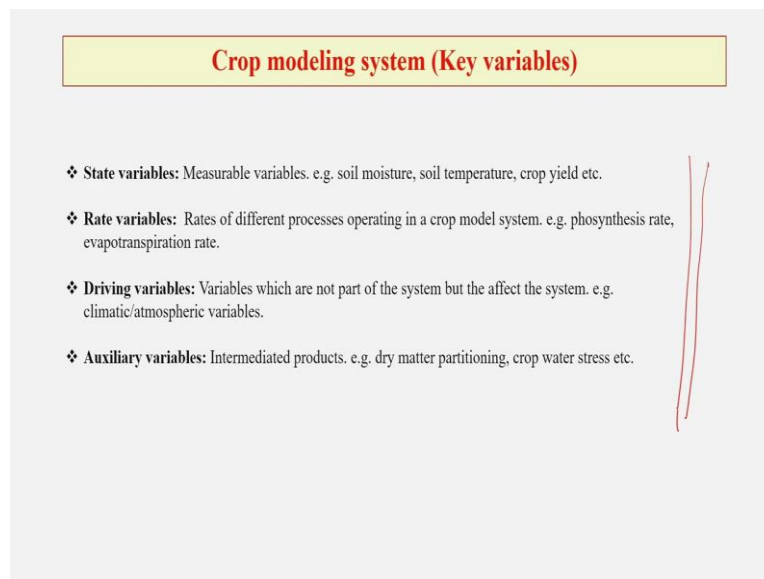 Crop modeling system (Key variables)
❖ State variables: Measurable variables. e.g. soil moisture, soil temperature, crop yield etc.
❖ Rate variables: Rates of different processes operating in a crop model system. e.g. phosynthesis rate,
evapotranspiration rate.
❖ Driving variables: Variables which are not part of the system but the affect the system. e.g.
climatic/atmospheric variables.
❖ Auxiliary variables: Intermediated products. e.g. dry matter partitioning, crop water stress etc.